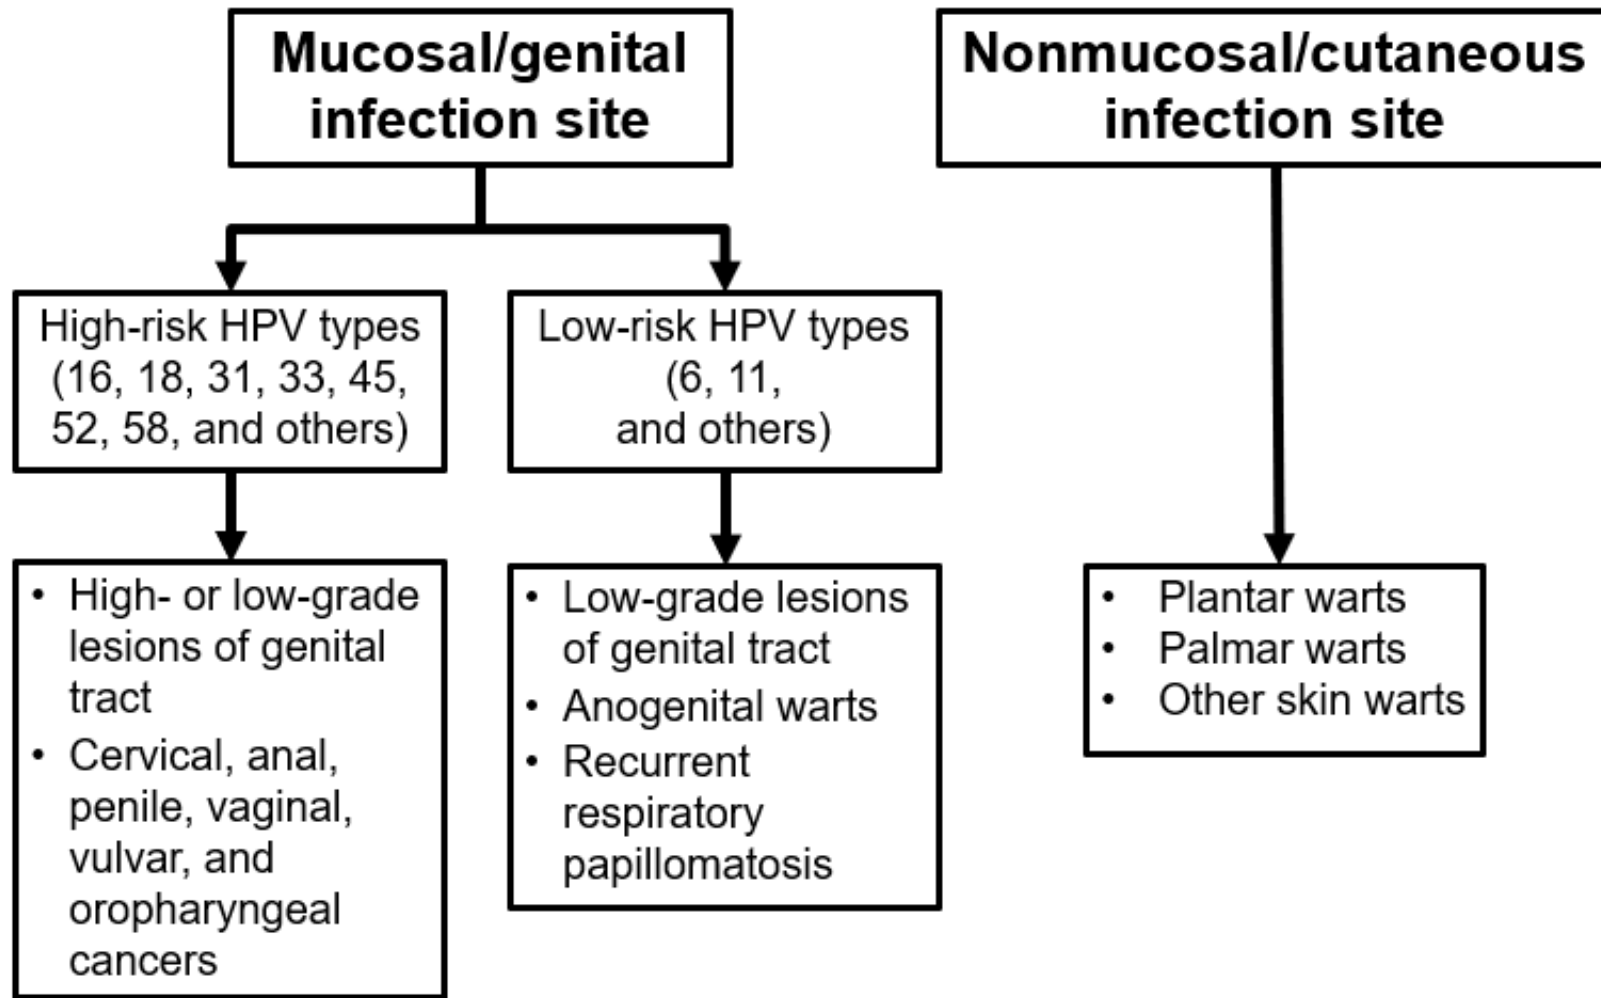 Mucosal/genital
infection site
Nonmucosal/cutaneous
infection site
High-risk HPV types
(16, 18, 31, 33, 45,
52, 58, and others)
Low-risk HPV types
(6, 11,
and others)
• High- or low-grade
lesions of genital
tract
• Cervical, anal,
penile, vaginal,
vulvar, and
oropharyngeal
cancers
• Low-grade lesions
of genital tract
• Anogenital warts
• Recurrent
respiratory
papillomatosis
• Plantar warts
• Palmar warts
• Other skin warts